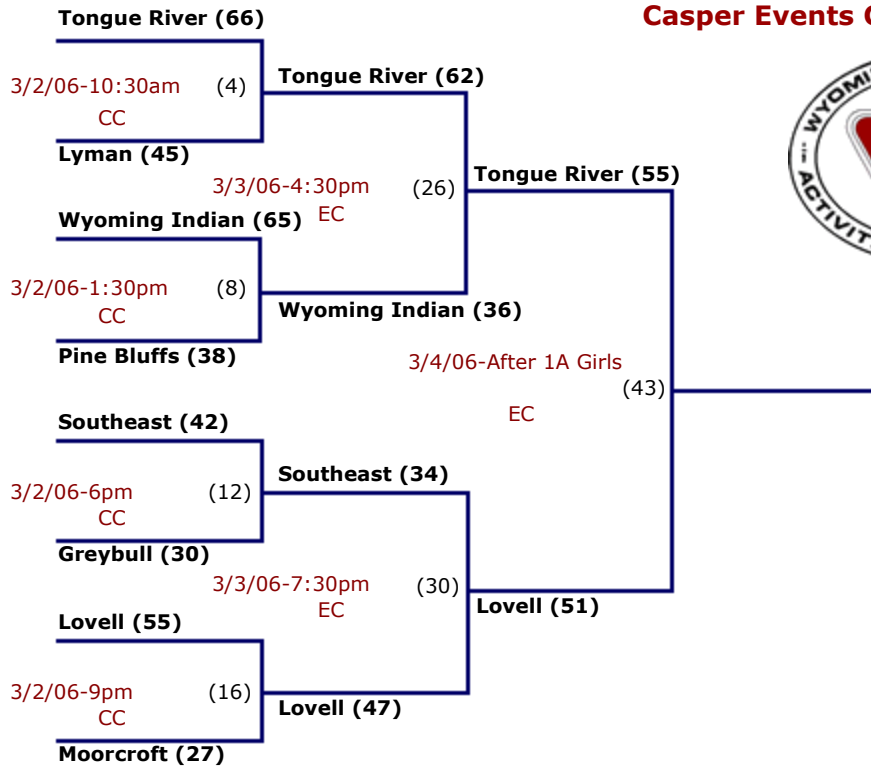 Casper Events
Tongue River (66)
3/2/06-10:30am (4)
CC
Lyman (45)
Tongue River (62)
3/3/06-4:30pm (26)
EC
Wyoming Indian (65)
3/2/06-1:30pm (8)
CC
Pine Bluffs (38)
Wyoming Indian (36)
Tongue River (55)
3/4/06-After 1A Girls
(43)
EC
Southeast (42)
3/2/06-6pm (12)
CC
Greybull (30)
Southeast (34)
3/3/06-7:30pm (30)
EC
Lovell (55)
3/2/06-9pm (16)
CC
Moorcroft (27)
Lovell (47)
Lovell (51)